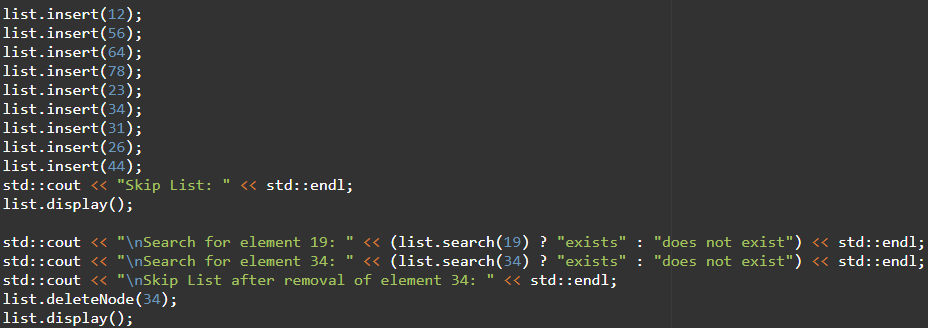 list.insert(12);
list.insert(56);
list.insert(64);
list.insert(78);
list.insert(23);
list.insert(34);
list.insert(31);
list.insert(26);
list.insert(44);
std::cout << "Skip List: " << std::endl;
list.display();

std::cout << "\nSearch for element 19: " << (list.search(19) ? "exists" : "does not exist") << std::endl;
std::cout << "\nSearch for element 34: " << (list.search(34) ? "exists" : "does not exist") << std::endl;
std::cout << "\nSkip List after removal of element 34: " << std::endl;
list.deleteNode(34);
list.display();